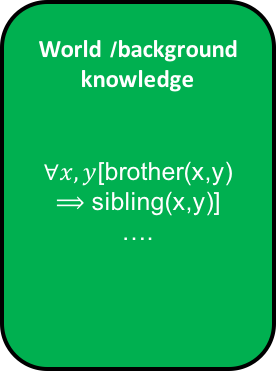 World /background
knowledge
∀𝑥,𝑦[brother(x,y)
⟹ sibling(x,y)]
....